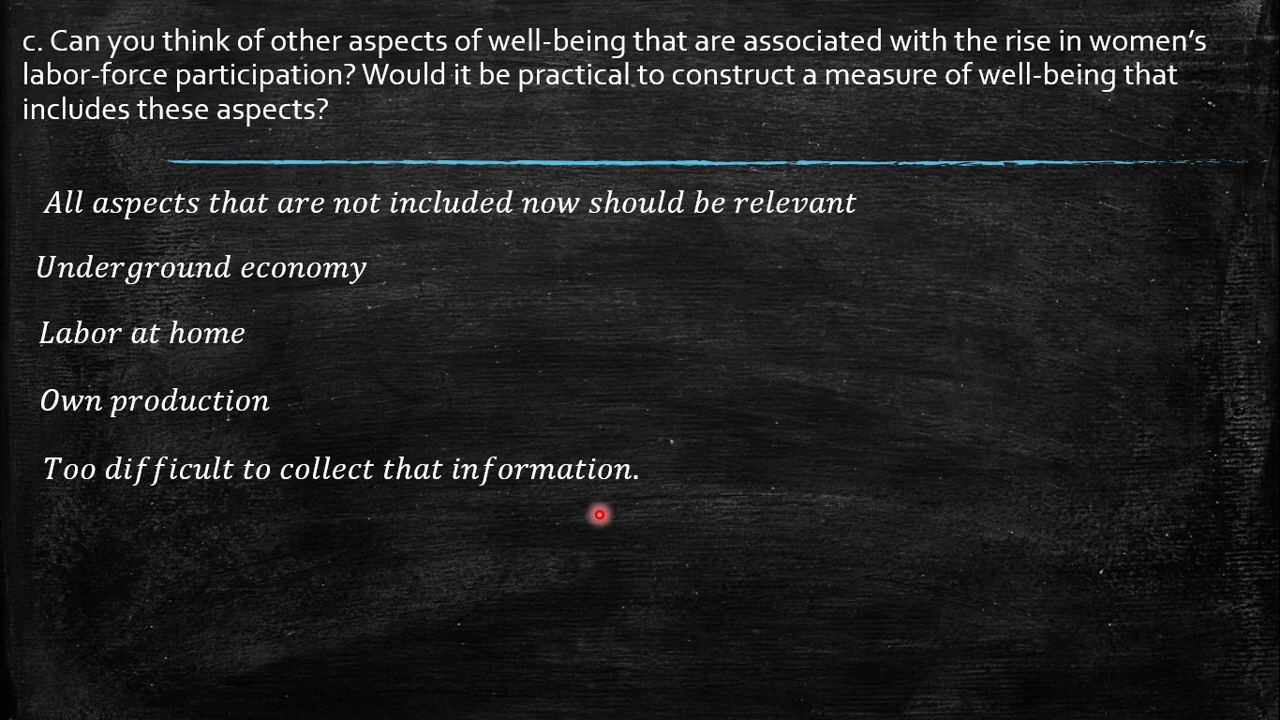 c. Can you think of other aspects of well-being that are associated with the rise in women’s
labor-force participation? Would it be practical to construct a measure of well-being that
includes these aspects?
All aspects that are not included now should be relevant
Underground economy
Labor at home
Own production
Too difficult to collect that information.